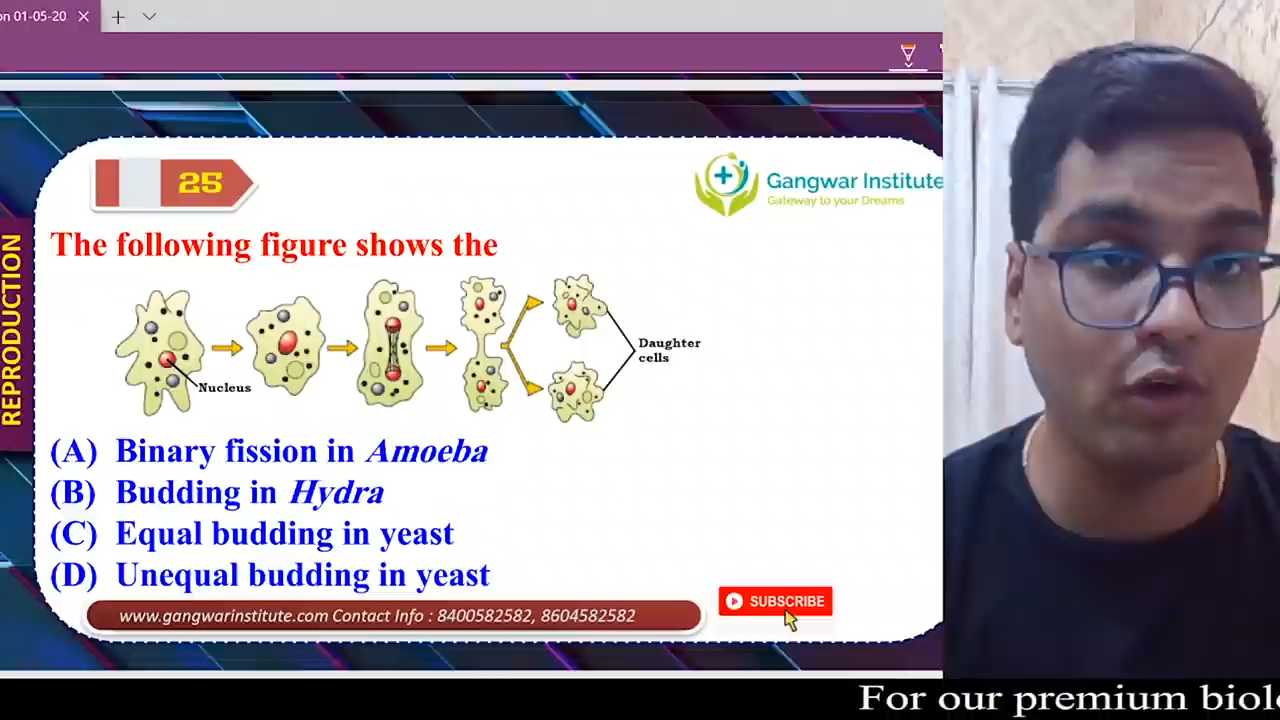 on 01-05-20
25
Gangwar Institute
Gateway to your Dreams
REPRODUCTION
The following figure shows the
Nucleus
Daughter
cells
(A) Binary fission in Amoeba
(B) Budding in Hydra
(C) Equal budding in yeast
(D) Unequal budding in yeast
www.gangwarinstitute.com Contact Info : 8400582582, 8604582582
SUBSCRIBE
For our premium biol